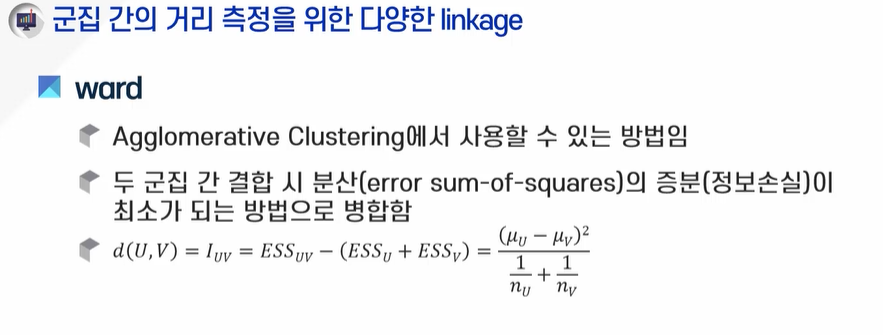 군집 간의 거리 측정을 위한 다양한 linkage
ward
Agglomerative Clustering에서 사용할 수 있는 방법임
두 군집 간 결합 시 분산(error sum-of-squares)의 증분(정보손실)이
최소가 되는 방법으로 병합함
d(U,V) = I_{UV} = ESS_{UV} − (ESS_U + ESS_V) = \frac{(μ_U − μ_V)^2}{\frac{1}{n_U} + \frac{1}{n_V}}